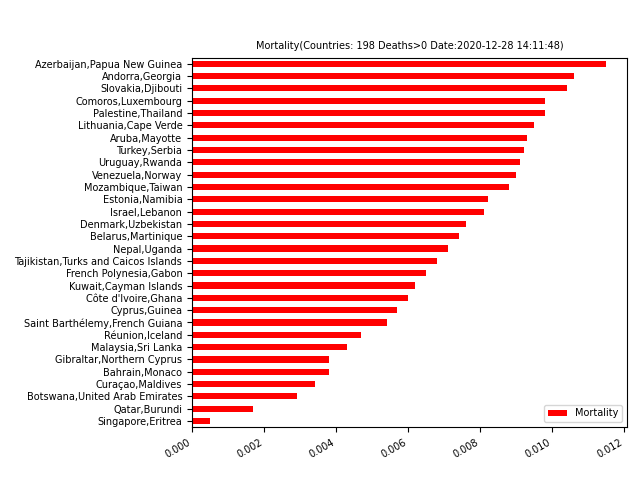 Mortality(Countries: 198 Deaths>0 Date:2020-12-28 14:11:48)
Azerbaijan,Papua New Guinea
Andorra,Georgia
Slovakia,Djibouti
Comoros,Luxembourg
Palestine,Thailand
Lithuania,Cape Verde
Aruba,Mayotte
Turkey,Serbia
Uruguay,Rwanda
Venezuela,Norway
Mozambique,Taiwan
Estonia,Namibia
Israel,Lebanon
Denmark,Uzbekistan
Belarus,Martinique
Nepal,Uganda
Tajikistan,Turks and Caicos Islands
French Polynesia,Gabon
Kuwait,Cayman Islands
Côte d'Ivoire,Ghana
Cyprus,Guinea
Saint Barthélemy,French Guiana
Réunion,Iceland
Malaysia,Sri Lanka
Gibraltar,Northern Cyprus
Bahrain,Monaco
Curaçao,Maldives
Botswana,United Arab Emirates
Qatar,Burundi
Singapore,Eritrea
Mortality
0.000 0.002 0.004 0.006 0.008 0.010 0.012